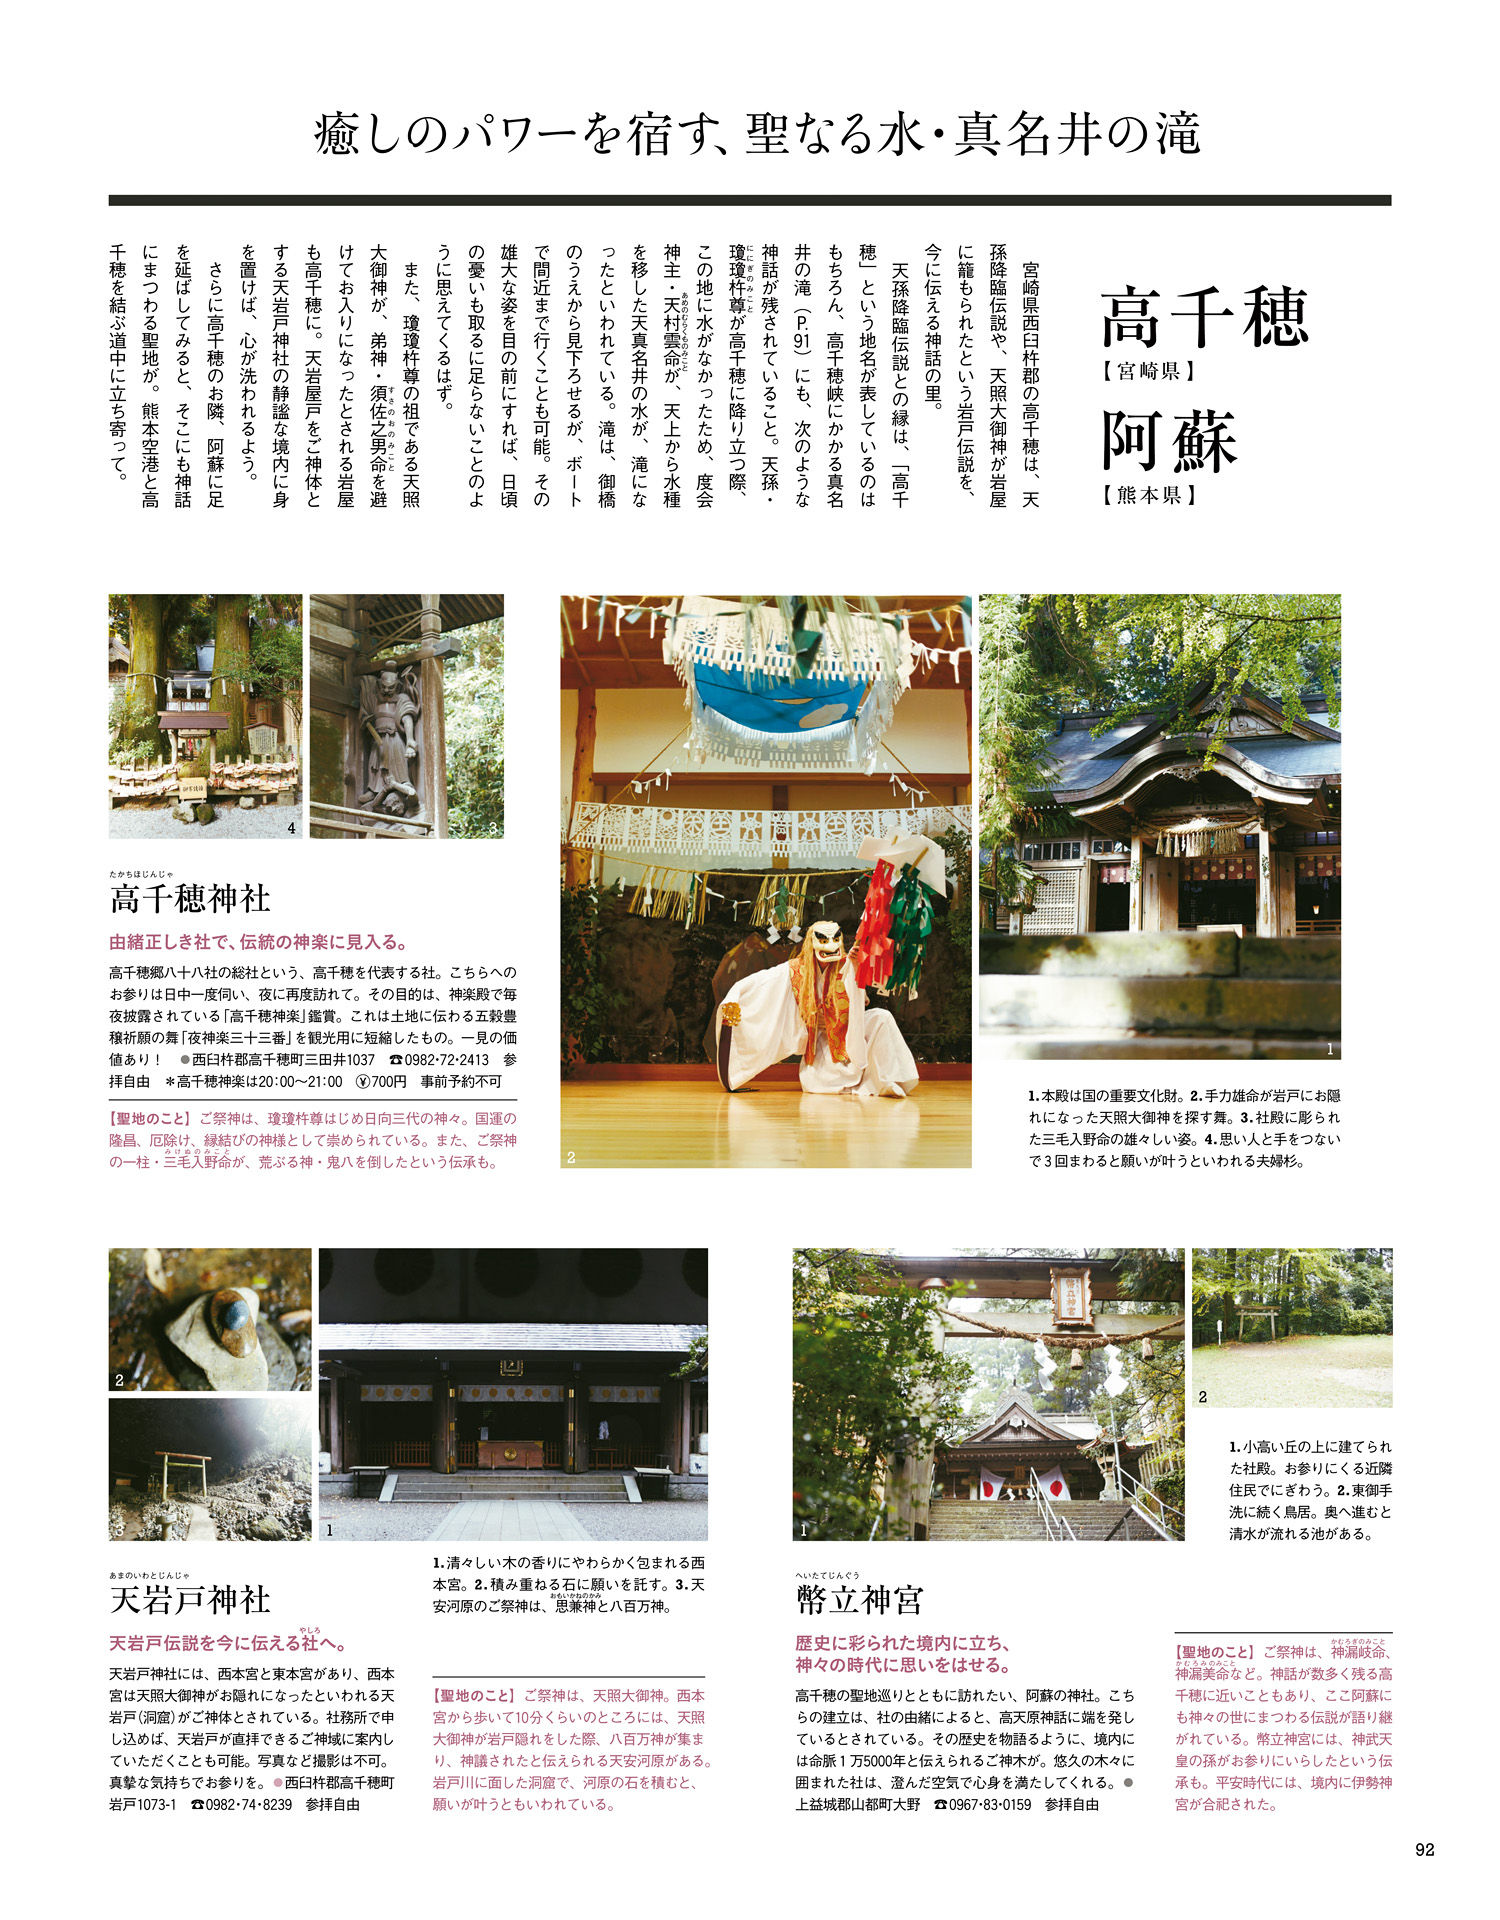 癒しのパワーを宿す、聖なる水・真名井の滝
高千穂
【宮崎県】
阿蘇
【熊本県】
宮崎県西臼杵郡の高千穂は、天
孫降臨伝説や、天照大御神が岩屋
に籠もられたという岩戸伝説を、
今に伝える神話の里。
天孫降臨伝説との縁は、「高千
穂」という地名が表しているのは
もちろん、高千穂峡にかかる真名
井の滝（P.91）にも、次のような
神話が残されていること。天孫・
瓊瓊杵尊が高千穂に降り立つ際、
ににぎのみこと
この地に水がなかったため、度会
神主・天村雲命が、天上から水種
あめのむらくものみこと
を移した天真名井の水が、滝にな
ったといわれている。滝は、御橋
のうえから見下ろせるが、ボート
で間近まで行くことも可能。その
雄大な姿を目の前にすれば、日頃
の憂いも取るに足らないことのよ
うに思えてくるはず。
また、瓊瓊杵尊の祖である天照
大御神が、弟神・須佐之男命を避
すさのおのみこと
けてお入りになったとされる岩屋
も高千穂に。天岩屋戸をご神体と
する天岩戸神社の静謐な境内に身
を置けば、心が洗われるよう。
さらに高千穂のお隣、阿蘇に足
を延ばしてみると、そこにも神話
にまつわる聖地が。熊本空港と高
千穂を結ぶ道中に立ち寄って。
4
3
2
1
たかちほじんじゃ
高千穂神社
由緒正しき社で、伝統の神楽に見入る。
高千穂郷八十八社の総社という、高千穂を代表する社。こちらへの
お参りは日中一度伺い、夜に再度訪れて。その目的は、神楽殿で毎
夜披露されている「高千穂神楽」鑑賞。これは土地に伝わる五穀豊
穣祈願の舞「夜神楽三十三番」を観光用に短縮したもの。一見の価
値あり！　●西臼杵郡高千穂町三田井1037　☎0982・72・2413　参
拝自由　＊高千穂神楽は20:00〜21:00　Ⓨ700円　事前予約不可
【聖地のこと】ご祭神は、瓊瓊杵尊はじめ日向三代の神々。国運の
隆昌、厄除け、縁結びの神様として崇められている。また、ご祭神
みけぬのみこと
の一柱・三毛入野命が、荒ぶる神・鬼八を倒したという伝承も。
1.本殿は国の重要文化財。2.手力雄命が岩戸にお隠
れになった天照大御神を探す舞。3.社殿に彫られ
た三毛入野命の雄々しい姿。4.思い人と手をつない
で３回まわると願いが叶うといわれる夫婦杉。
2
3
1
あまのいわとじんじゃ
天岩戸神社
やしろ
天岩戸伝説を今に伝える社へ。
天岩戸神社には、西本宮と東本宮があり、西本
宮は天照大御神がお隠れになったといわれる天
岩戸（洞窟）がご神体とされている。社務所で申
し込めば、天岩戸が直拝できるご神域に案内し
ていただくことも可能。写真など撮影は不可。
真摯な気持ちでお参りを。●西臼杵郡高千穂町
岩戸1073-1　☎0982・74・8239　参拝自由
1.清々しい木の香りにやわらかく包まれる西
本宮。2.積み重ねる石に願いを託す。3.天
おもいかねのかみ
安河原のご祭神は、思兼神と八百万神。
【聖地のこと】ご祭神は、天照大御神。西本
宮から歩いて10分くらいのところには、天照
大御神が岩戸隠れをした際、八百万神が集ま
り、神議されたと伝えられる天安河原がある。
岩戸川に面した洞窟で、河原の石を積むと、
願いが叶うともいわれている。
幣立神宮
1
2
1.小高い丘の上に建てられ
た社殿。お参りにくる近隣
住民でにぎわう。2.東御手
洗に続く鳥居。奥へ進むと
清水が流れる池がある。
へいたてじんぐう
幣立神宮
歴史に彩られた境内に立ち、
神々の時代に思いをはせる。
高千穂の聖地巡りとともに訪れたい、阿蘇の神社。こち
らの建立は、社の由緒によると、高天原神話に端を発し
ているとされている。その歴史を物語るように、境内に
は命脈１万5000年と伝えられるご神木が。悠久の木々に
囲まれた社は、澄んだ空気で心身を満たしてくれる。●
上益城郡山都町大野　☎0967・83・0159　参拝自由
かむろぎのみこと
【聖地のこと】ご祭神は、神漏岐命、
かむろみのみこと
神漏美命など。神話が数多く残る高
千穂に近いこともあり、ここ阿蘇に
も神々の世にまつわる伝説が語り継
がれている。幣立神宮には、神武天
皇の孫がお参りにいらしたという伝
承も。平安時代には、境内に伊勢神
宮が合祀された。
92